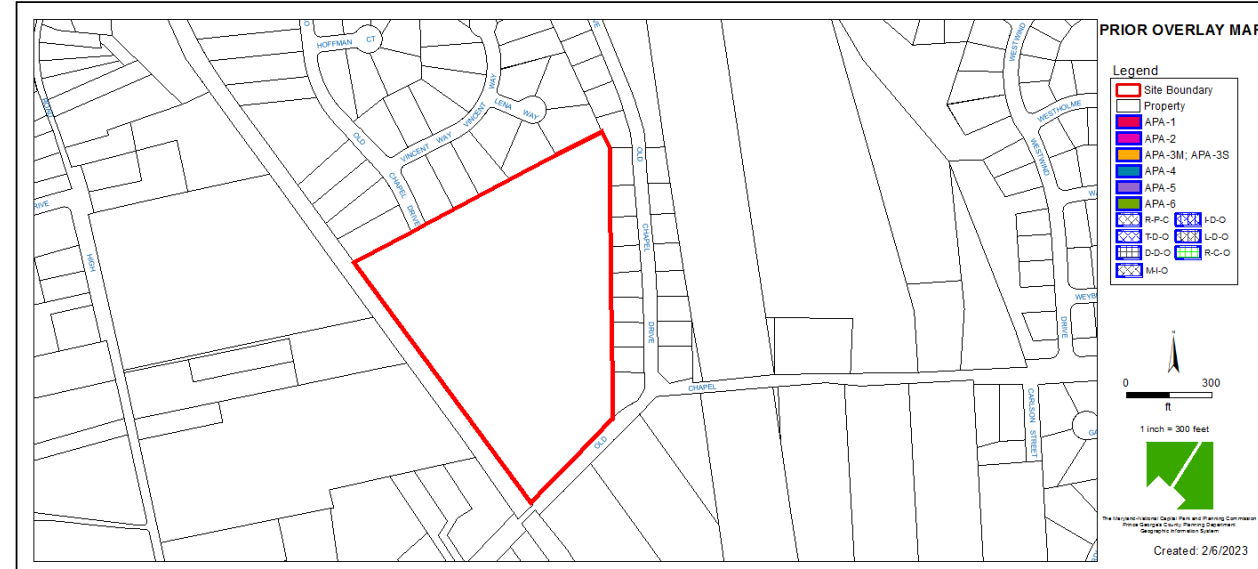 PRIOR OVERLAY MAP
Legend
Site Boundary
Property
APA-1
APA-2
APA-3M; APA-3S
APA-4
APA-5
APA-6
R-P-C
I-D-O
T-D-O
L-D-O
D-D-O
R-C-O
M-I-O
N
0 300
ft
1 inch = 300 feet
The Maryland-National Capital Park and Planning Commission
Prince George's County Planning Department
Geographic Information System
Created: 2/6/2023
HOFFMAN CT
OLD
CHAPEL
DRIVE
VINCENT WAY
VINCENT WAY
LENA WAY
ROAD
HIGH
OLD
CHAPEL
DRIVE
OLD
CHAPEL
WESTWIND
WESTWIND
WESTHOLME
DRIVE
CARLSON
STREET